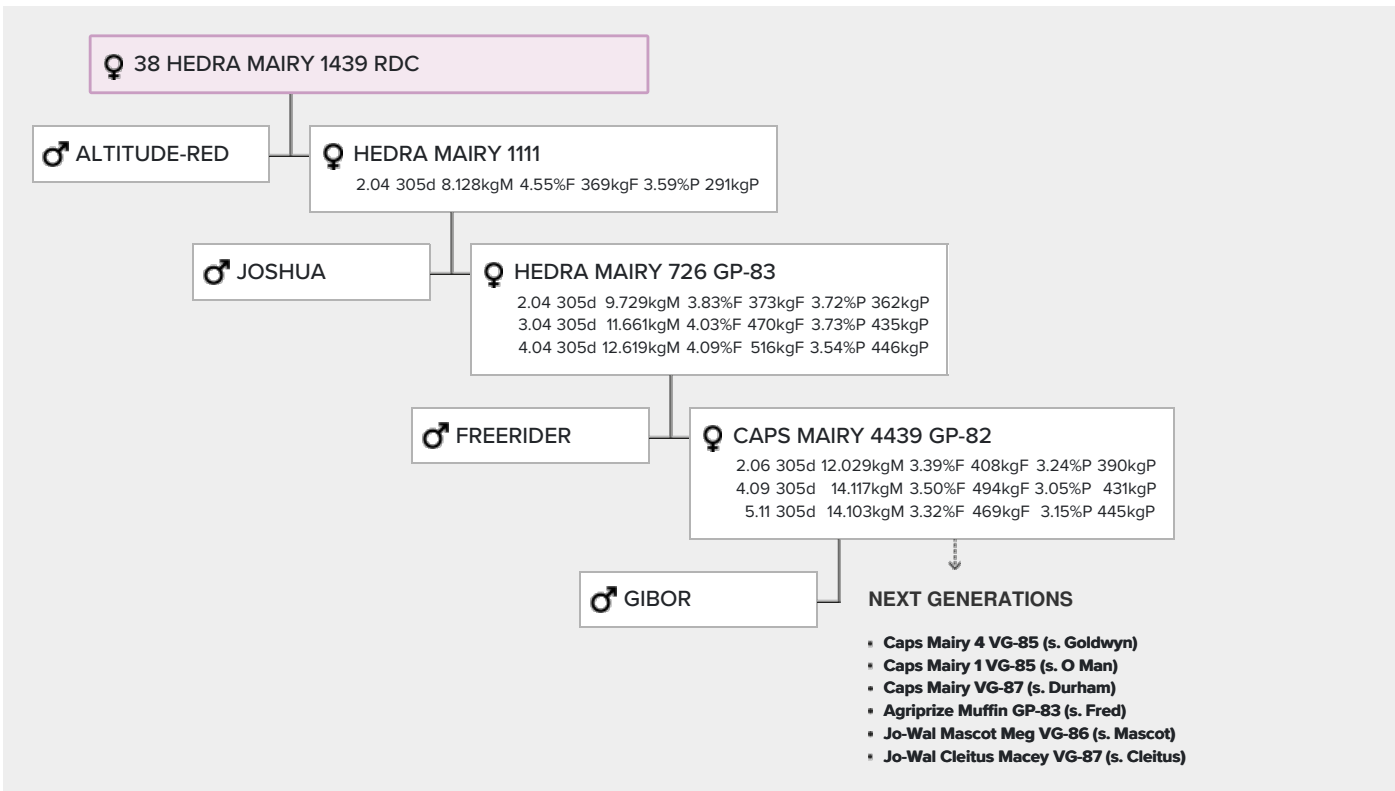 ♀ 38 HEDRA MAIRY 1439 RDC
♂ ALTITUDE-RED
♀ HEDRA MAIRY 1111
2.04 305d 8.128kgM 4.55%F 369kgF 3.59%P 291kgP
♂ JOSHUA
♀ HEDRA MAIRY 726 GP-83
2.04 305d 9.729kgM 3.83%F 373kgF 3.72%P 362kgP
3.04 305d 11.661kgM 4.03%F 470kgF 3.73%P 435kgP
4.04 305d 12.619kgM 4.09%F 516kgF 3.54%P 446kgP
♂ FREERIDER
♀ CAPS MAIRY 4439 GP-82
2.06 305d 12.029kgM 3.39%F 408kgF 3.24%P 390kgP
4.09 305d 14.117kgM 3.50%F 494kgF 3.05%P 431kgP
5.11 305d 14.103kgM 3.32%F 469kgF 3.15%P 445kgP
♂ GIBOR
NEXT GENERATIONS
▪ Caps Mairy 4 VG-85 (s. Goldwyn)
▪ Caps Mairy 1 VG-85 (s. O Man)
▪ Caps Mairy VG-87 (s. Durham)
▪ Agriprize Muffin GP-83 (s. Fred)
▪ Jo-Wal Mascot Meg VG-86 (s. Mascot)
▪ Jo-Wal Cleitus Macey VG-87 (s. Cleitus)